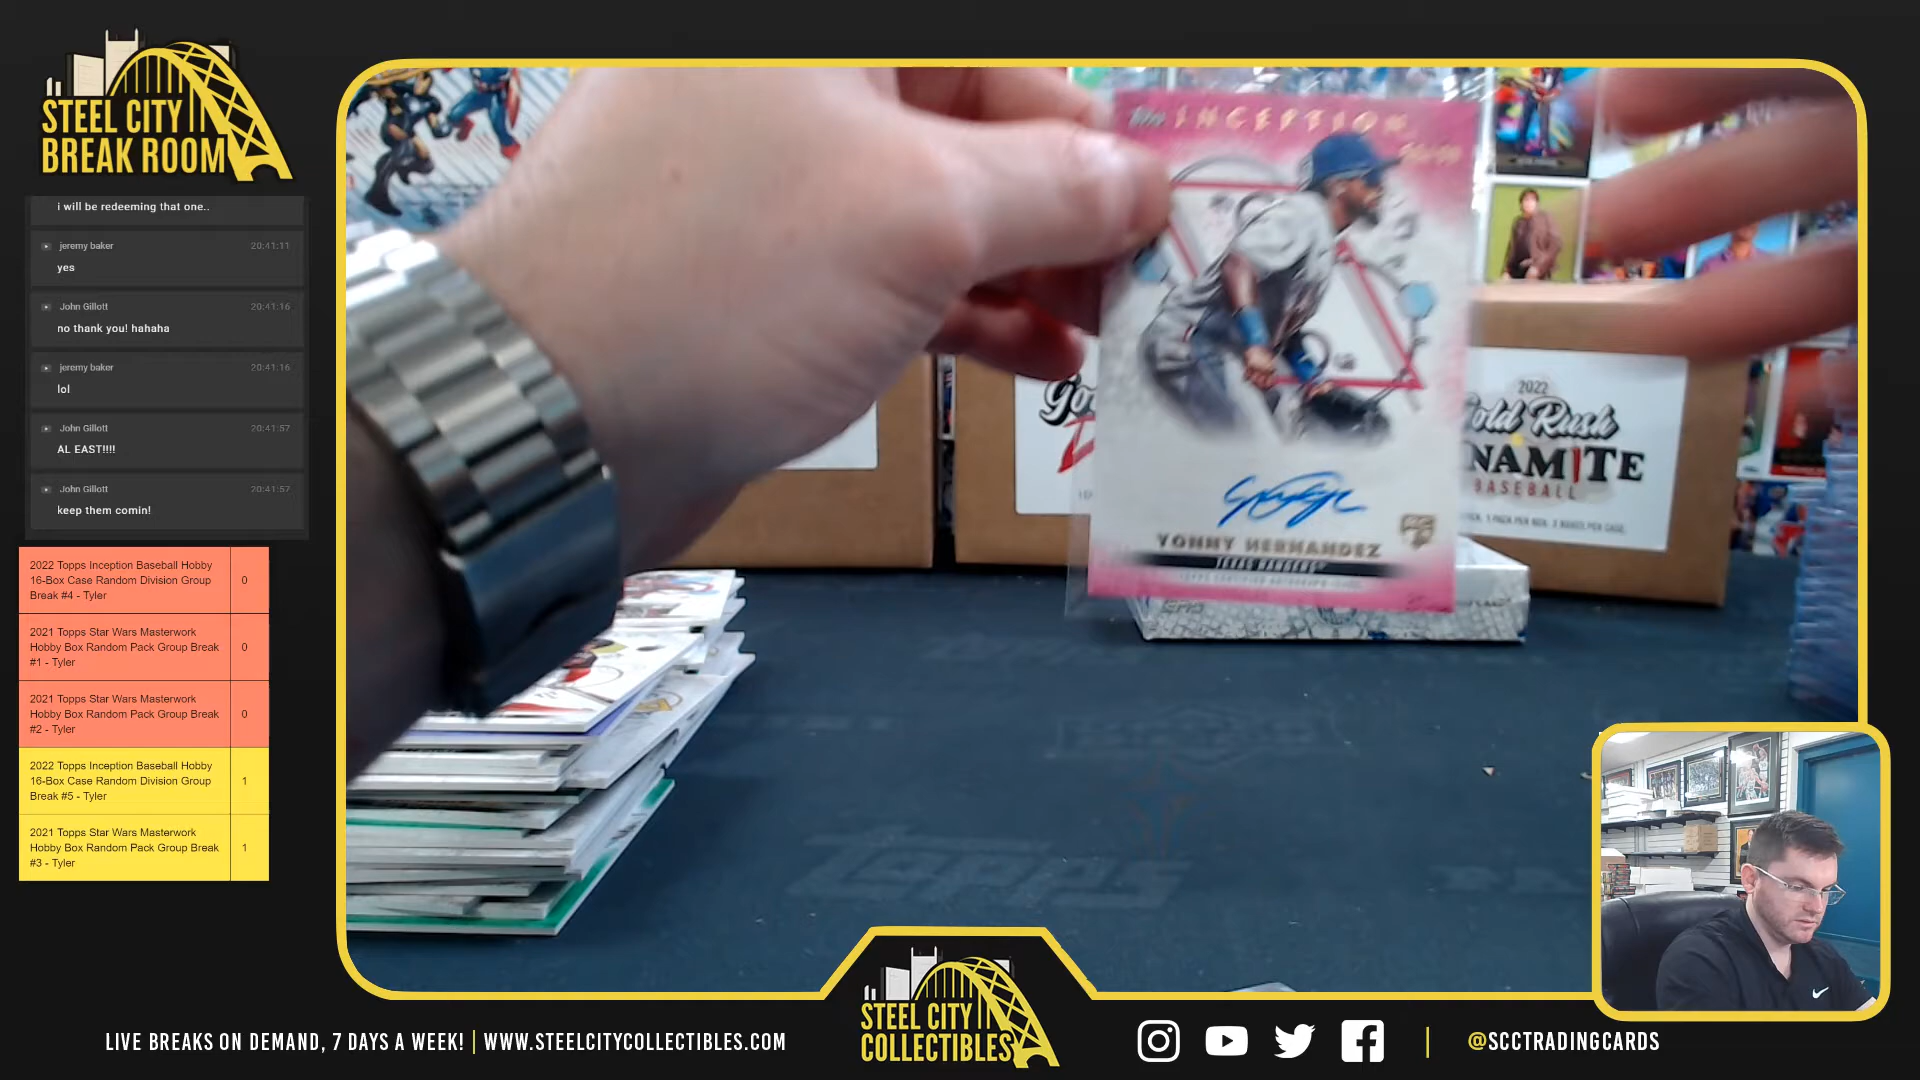 STEEL CITY
BREAK ROOM
i will be redeeming that one..
jeremy baker 20:41:11
yes
John Gillott 20:41:16
no thank you! hahaha
jeremy baker 20:41:16
lol
John Gillott 20:41:57
AL EAST!!!!
John Gillott 20:41:57
keep them comin!
2022 Topps Inception Baseball Hobby
16-Box Case Random Division Group 0
Break #4 - Tyler
2021 Topps Star Wars Masterwork
Hobby Box Random Pack Group Break 0
#1 - Tyler
2021 Topps Star Wars Masterwork
Hobby Box Random Pack Group Break 0
#2 - Tyler
2022 Topps Inception Baseball Hobby
16-Box Case Random Division Group 1
Break #5 - Tyler
2021 Topps Star Wars Masterwork
Hobby Box Random Pack Group Break 1
#3 - Tyler
INCEPTION
YONNY HERNANDEZ
TEXAS RANGERS
2022
Gold Rush
BASEBALL
TOPPS
STEEL CITY
COLLECTIBLES
LIVE BREAKS ON DEMAND, 7 DAYS A WEEK! | WWW.STEELCITYCOLLECTIBLES.COM
@SCCTRADINGCARDS